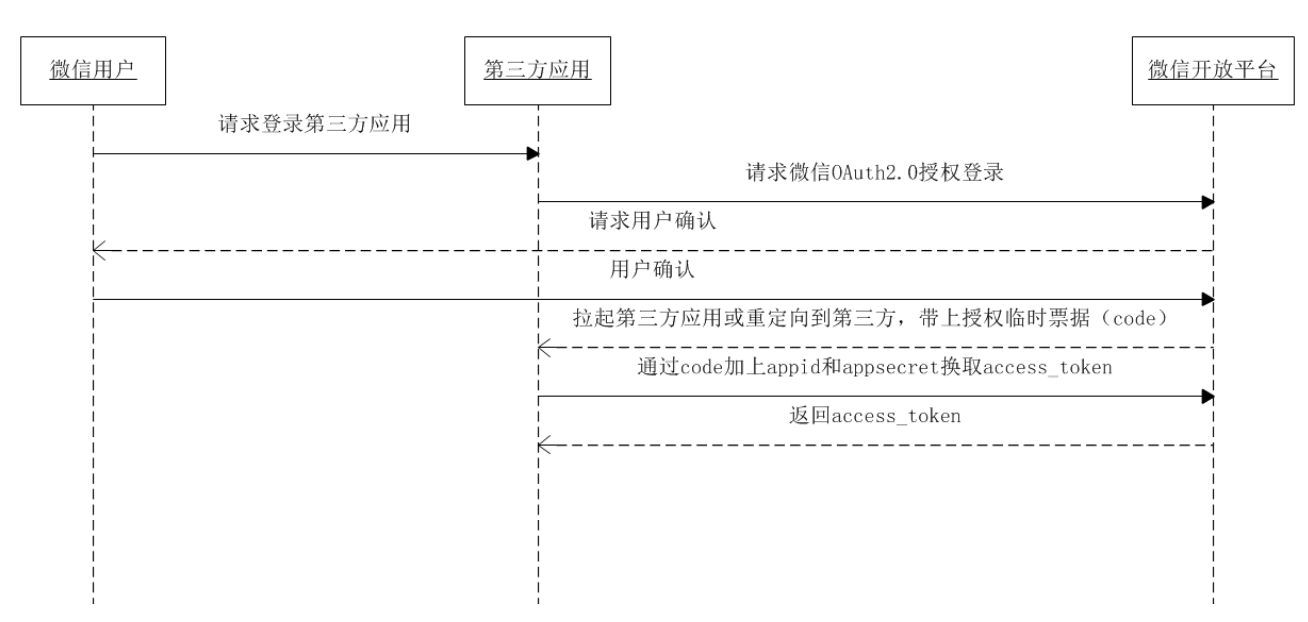 微信用户
第三方应用
微信开放平台
请求登录第三方应用
请求微信OAuth2.0授权登录
请求用户确认
用户确认
拉起第三方应用或重定向到第三方，带上授权临时票据（code）
通过code加上appid和appsecret换取access_token
返回access_token